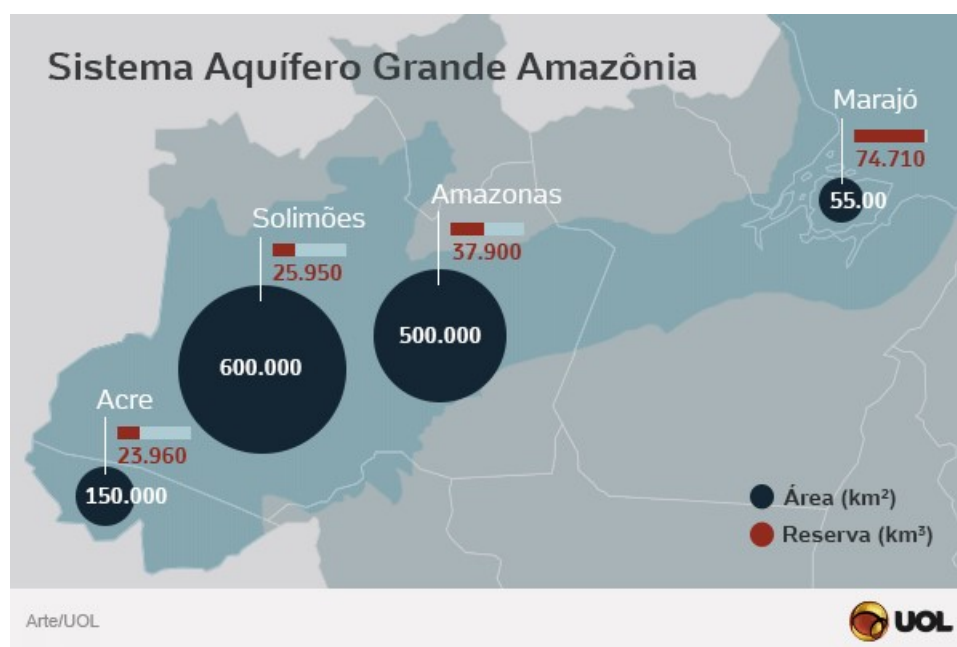 Sistema Aquífero Grande Amazônia
Marajó
74.710
55.00
Amazonas
37.900
500.000
Solimões
25.950
600.000
Acre
23.960
150.000
Área (km²)
Reserva (km³)
Arte/UOL
UOL